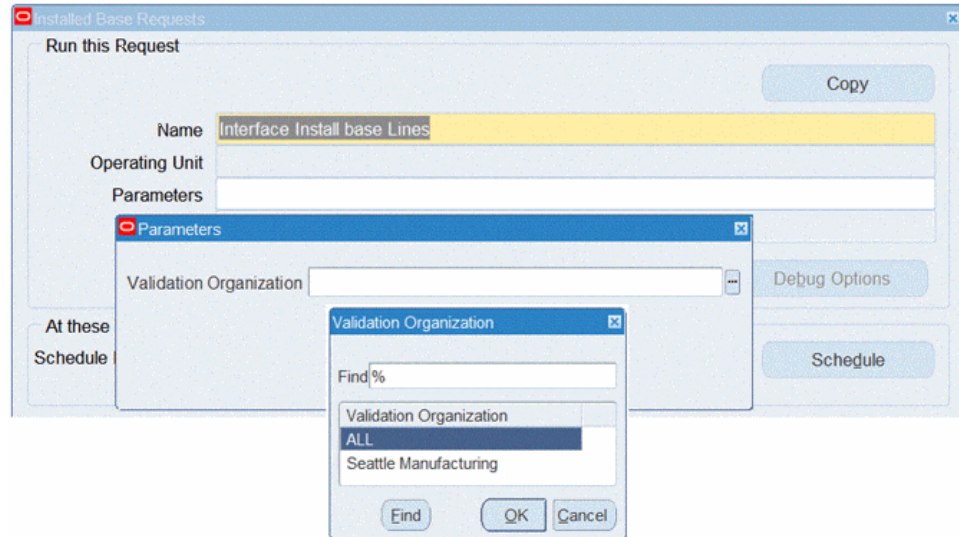 Installed Base Requests
Run this Request
Copy
Name Interface Install base Lines
Operating Unit
Parameters
Parameters
Validation Organization
Debug Options
At these
Schedule
Schedule
Validation Organization
Find %
Validation Organization
ALL
Seattle Manufacturing
Find
OK
Cancel